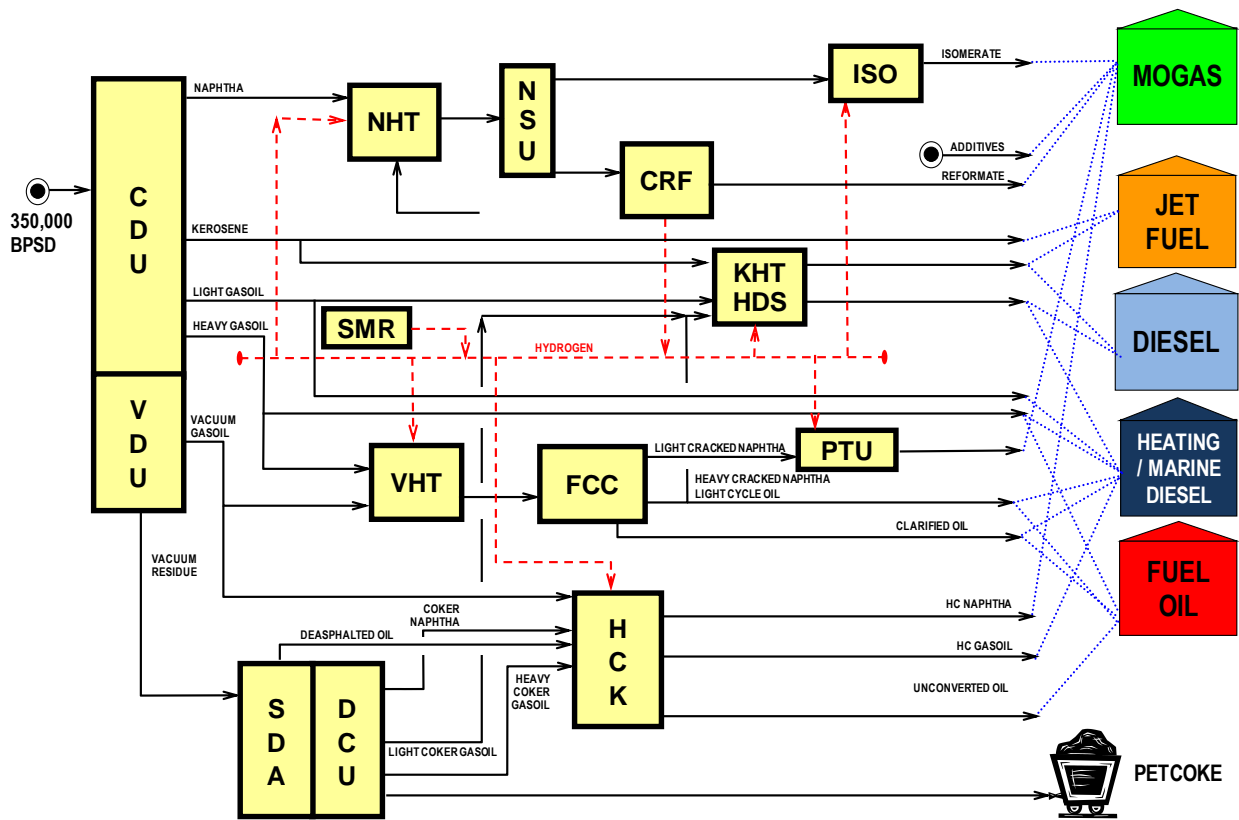 ISOMERATE
MOGAS
ISO
NAPHTHA
N
S
U
NHT
ADDITIVES
CRF
REFORMATE
C
D
U
350,000
BPSD
JET
FUEL
KEROSENE
KHT
HDS
LIGHT GASOIL
SMR
HEAVY GASOIL
HYDROGEN
DIESEL
V
D
U
VACUUM
GASOIL
LIGHT CRACKED NAPHTHA
PTU
HEATING
/ MARINE
DIESEL
VHT
FCC
HEAVY CRACKED NAPHTHA
LIGHT CYCLE OIL
CLARIFIED OIL
VACUUM
RESIDUE
FUEL
OIL
COKER
NAPHTHA
HC NAPHTHA
DEASPHALTED OIL
H
C
K
HC GASOIL
HEAVY
COKER
GASOIL
UNCONVERTED OIL
S
D
A
D
C
U
LIGHT COKER GASOIL
PETCOKE